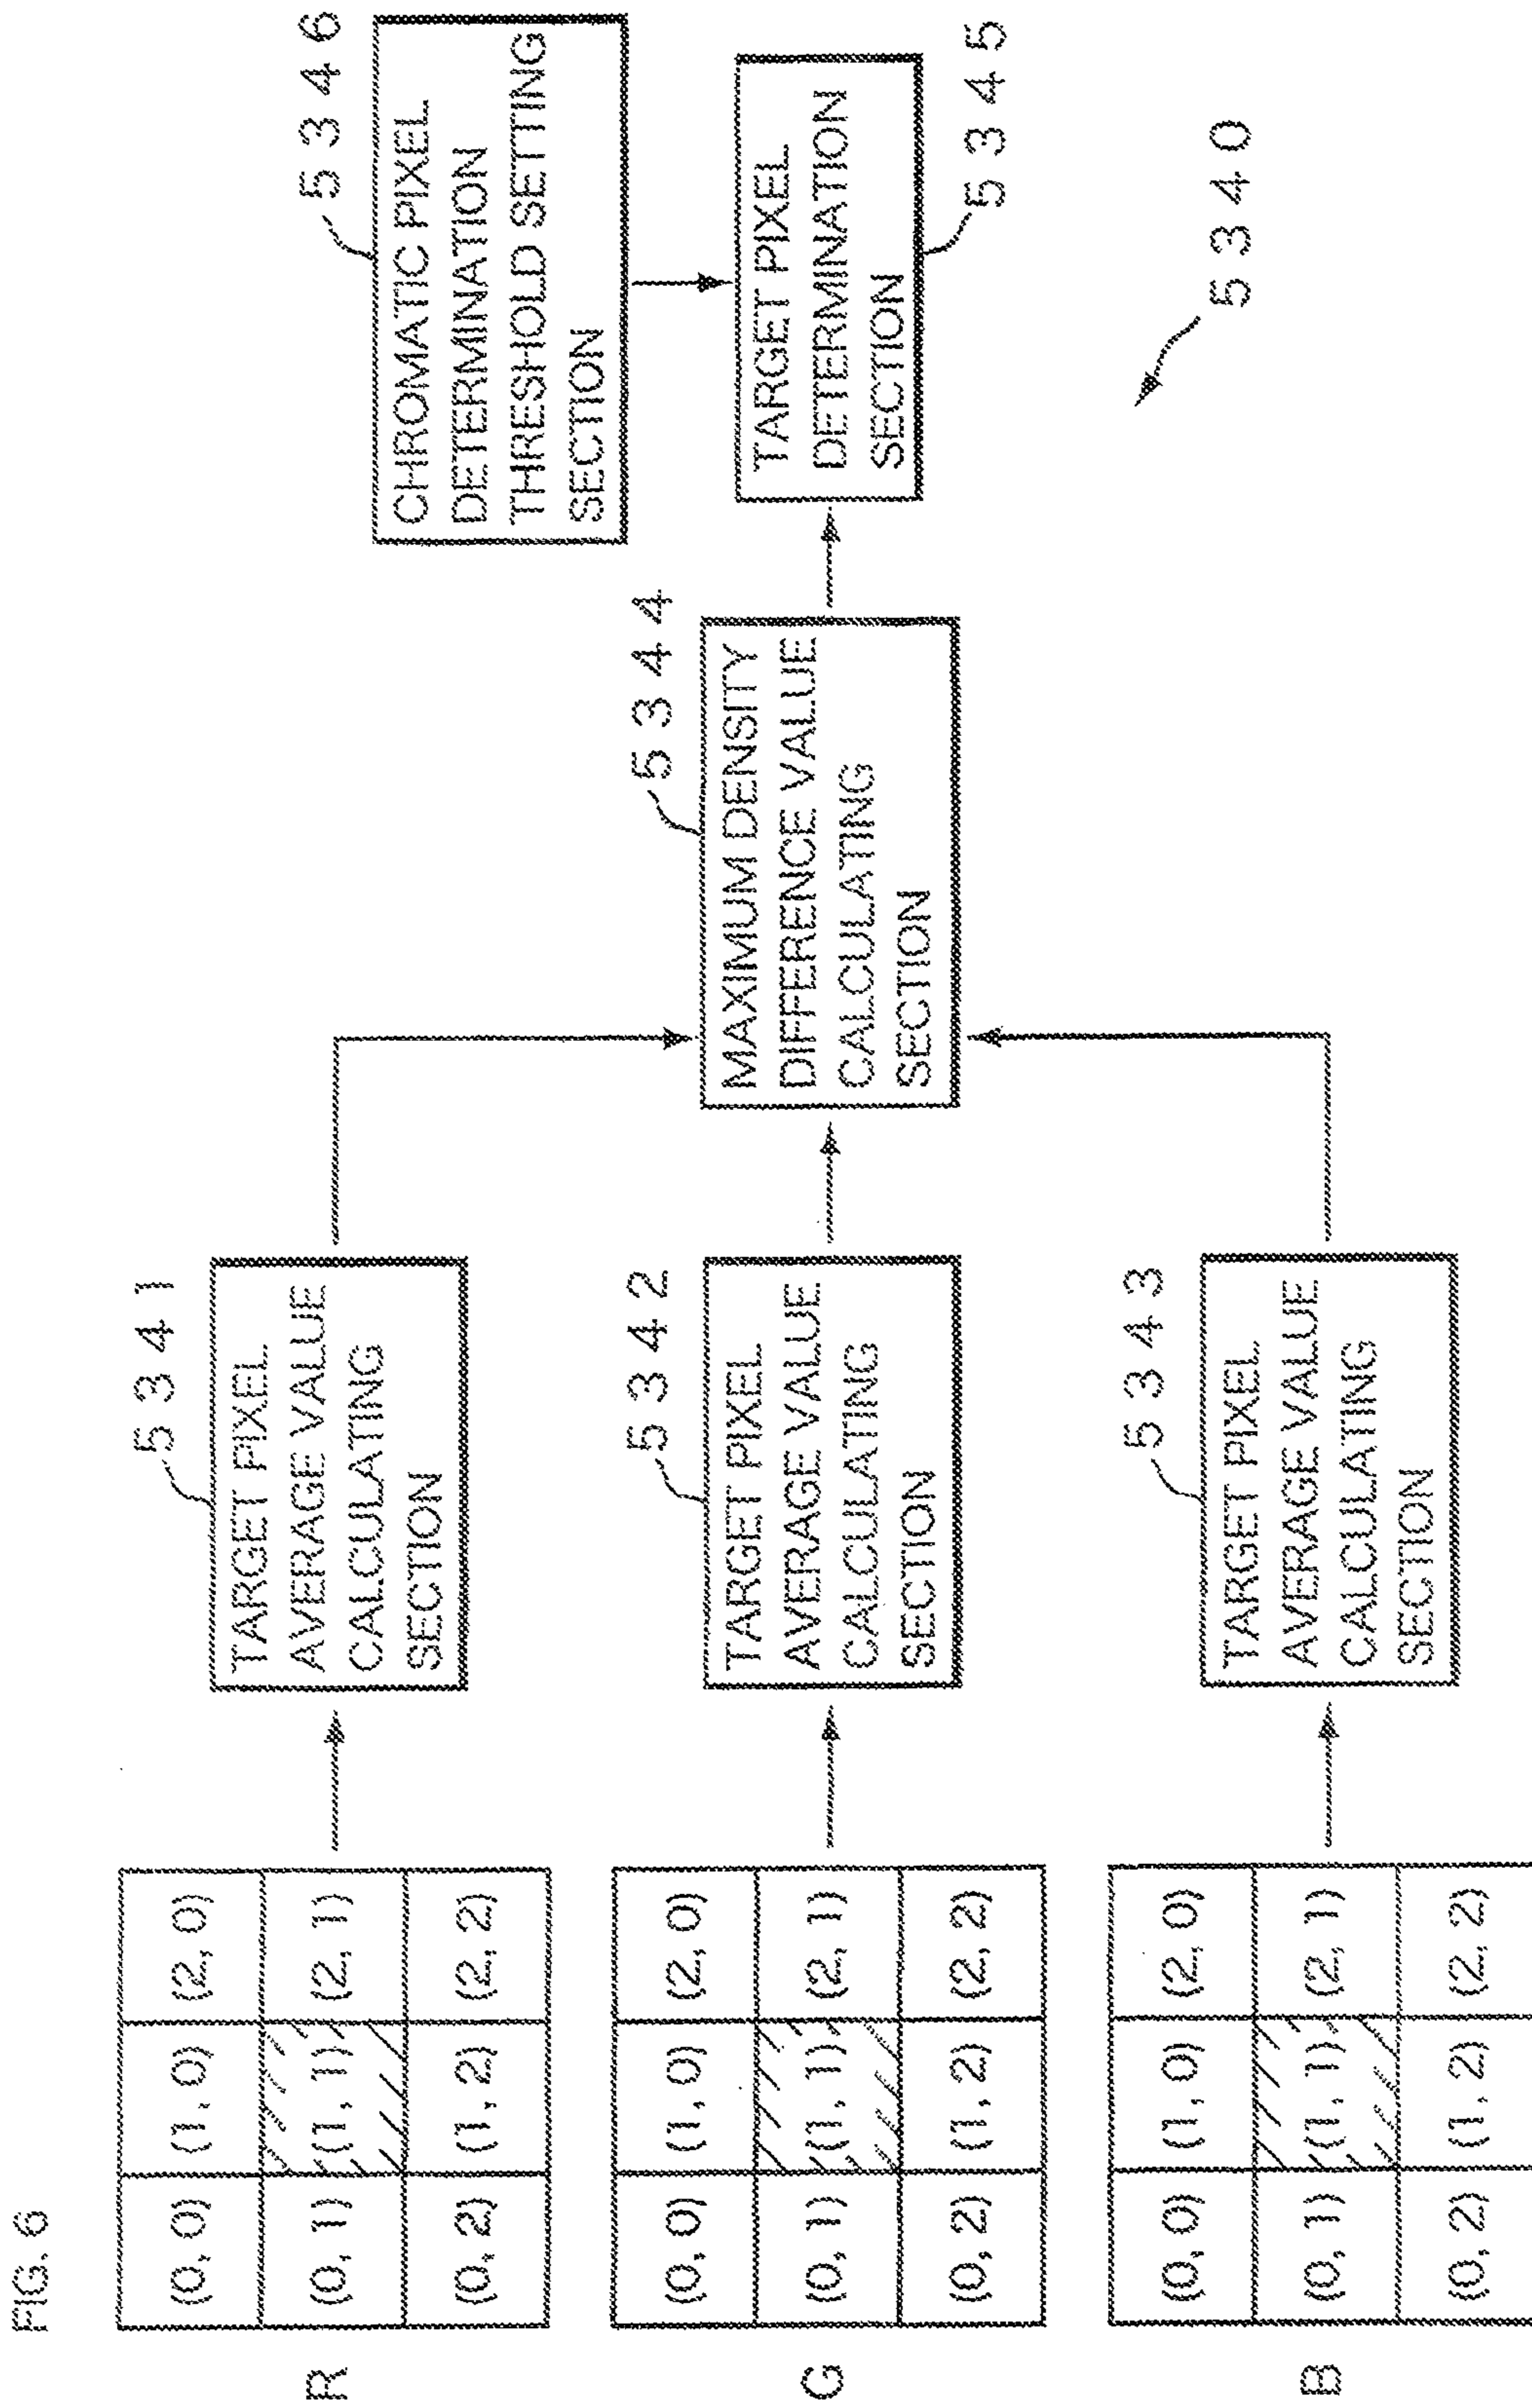 FIG. 6
R
(0, 0) (1, 0) (2, 0)
(0, 1) (1, 1) (2, 1)
(0, 2) (1, 2) (2, 2)
5341
TARGET PIXEL
AVERAGE VALUE
CALCULATING
SECTION
G
(0, 0) (1, 0) (2, 0)
(0, 1) (1, 1) (2, 1)
(0, 2) (1, 2) (2, 2)
5342
TARGET PIXEL
AVERAGE VALUE
CALCULATING
SECTION
B
(0, 0) (1, 0) (2, 0)
(0, 1) (1, 1) (2, 1)
(0, 2) (1, 2) (2, 2)
5343
TARGET PIXEL
AVERAGE VALUE
CALCULATING
SECTION
5344
MAXIMUM DENSITY
DIFFERENCE VALUE
CALCULATING
SECTION
5346
CHROMATIC PIXEL
DETERMINATION
THRESHOLD SETTING
SECTION
TARGET PIXEL
DETERMINATION
SECTION
5345
5340